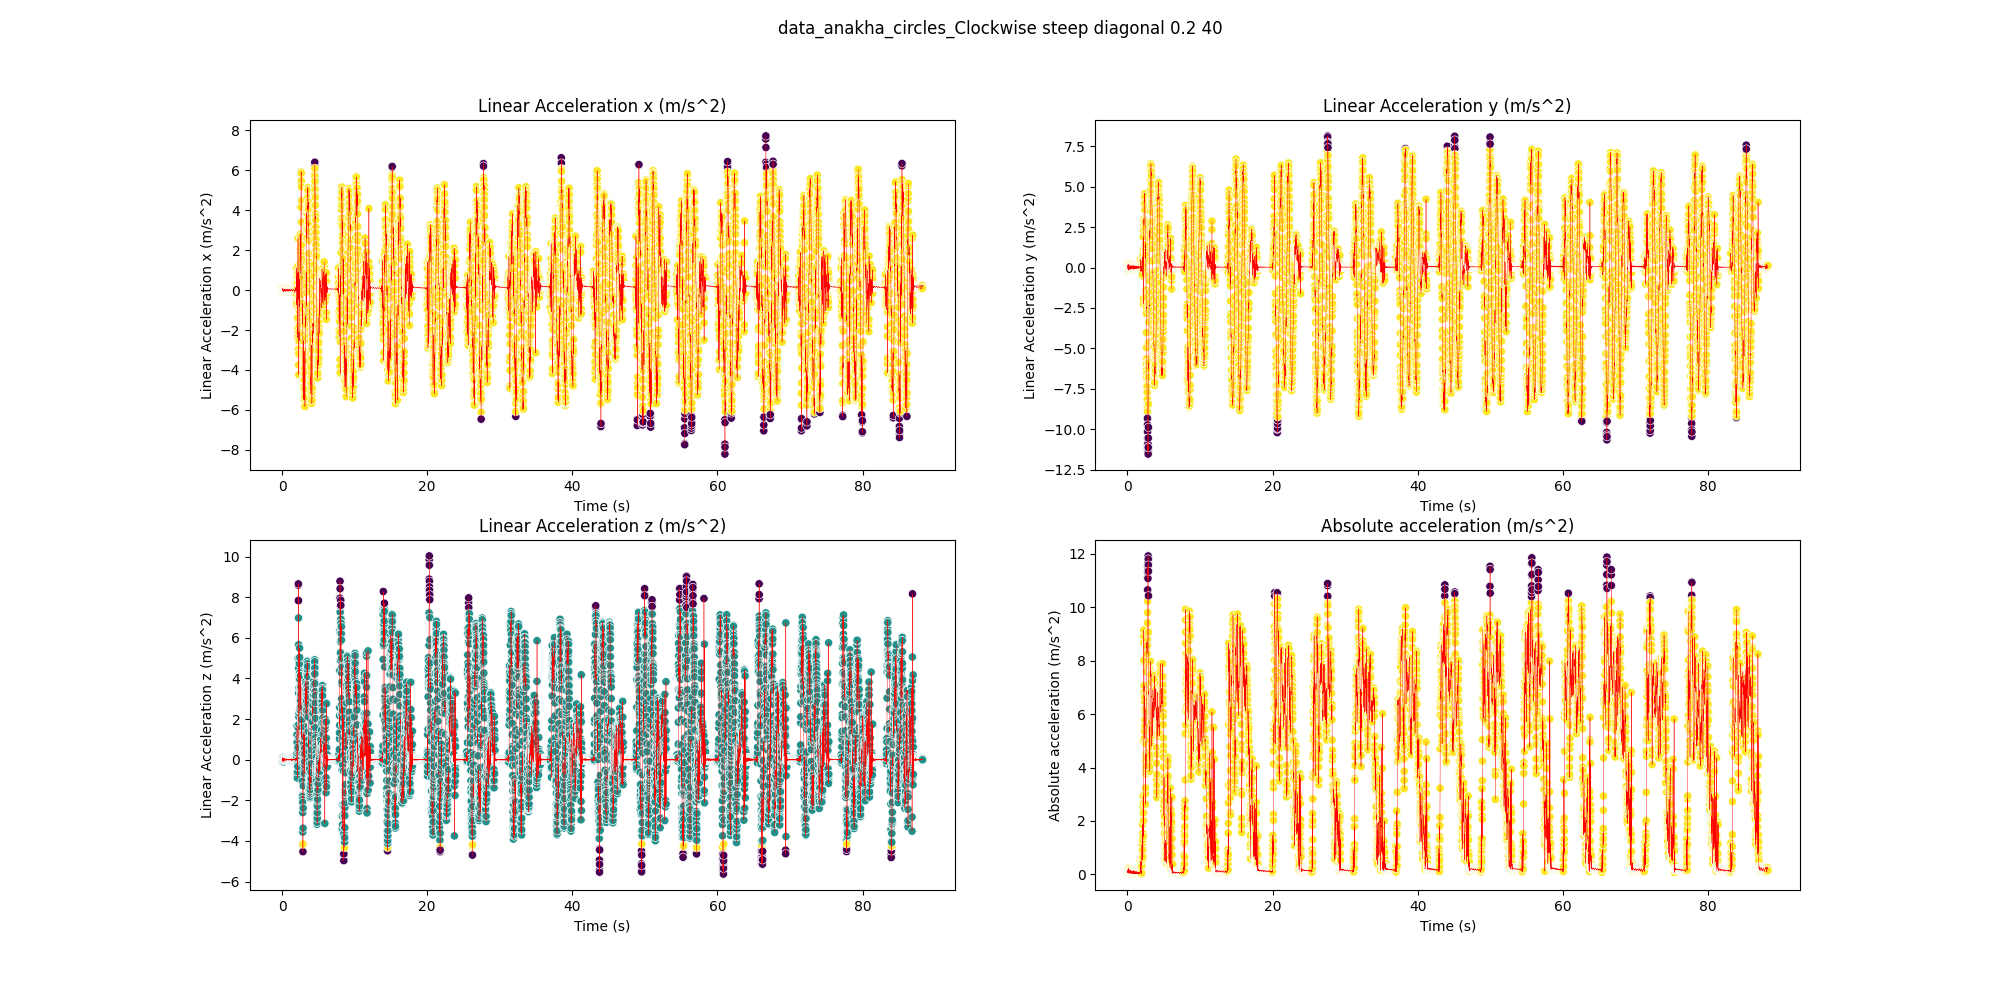 data_anakha_circles_Clockwise steep diagonal 0.2 40
Linear Acceleration x (m/s^2)
Linear Acceleration x (m/s^2)
8
6
4
2
0
−2
−4
−6
−8
0 20 40 60 80
Time (s)
Linear Acceleration y (m/s^2)
Linear Acceleration y (m/s^2)
7.5
5.0
2.5
0.0
−2.5
−5.0
−7.5
−10.0
−12.5
0 20 40 60 80
Time (s)
Linear Acceleration z (m/s^2)
Linear Acceleration z (m/s^2)
10
8
6
4
2
0
−2
−4
−6
0 20 40 60 80
Time (s)
Absolute acceleration (m/s^2)
Absolute acceleration (m/s^2)
12
10
8
6
4
2
0
0 20 40 60 80
Time (s)